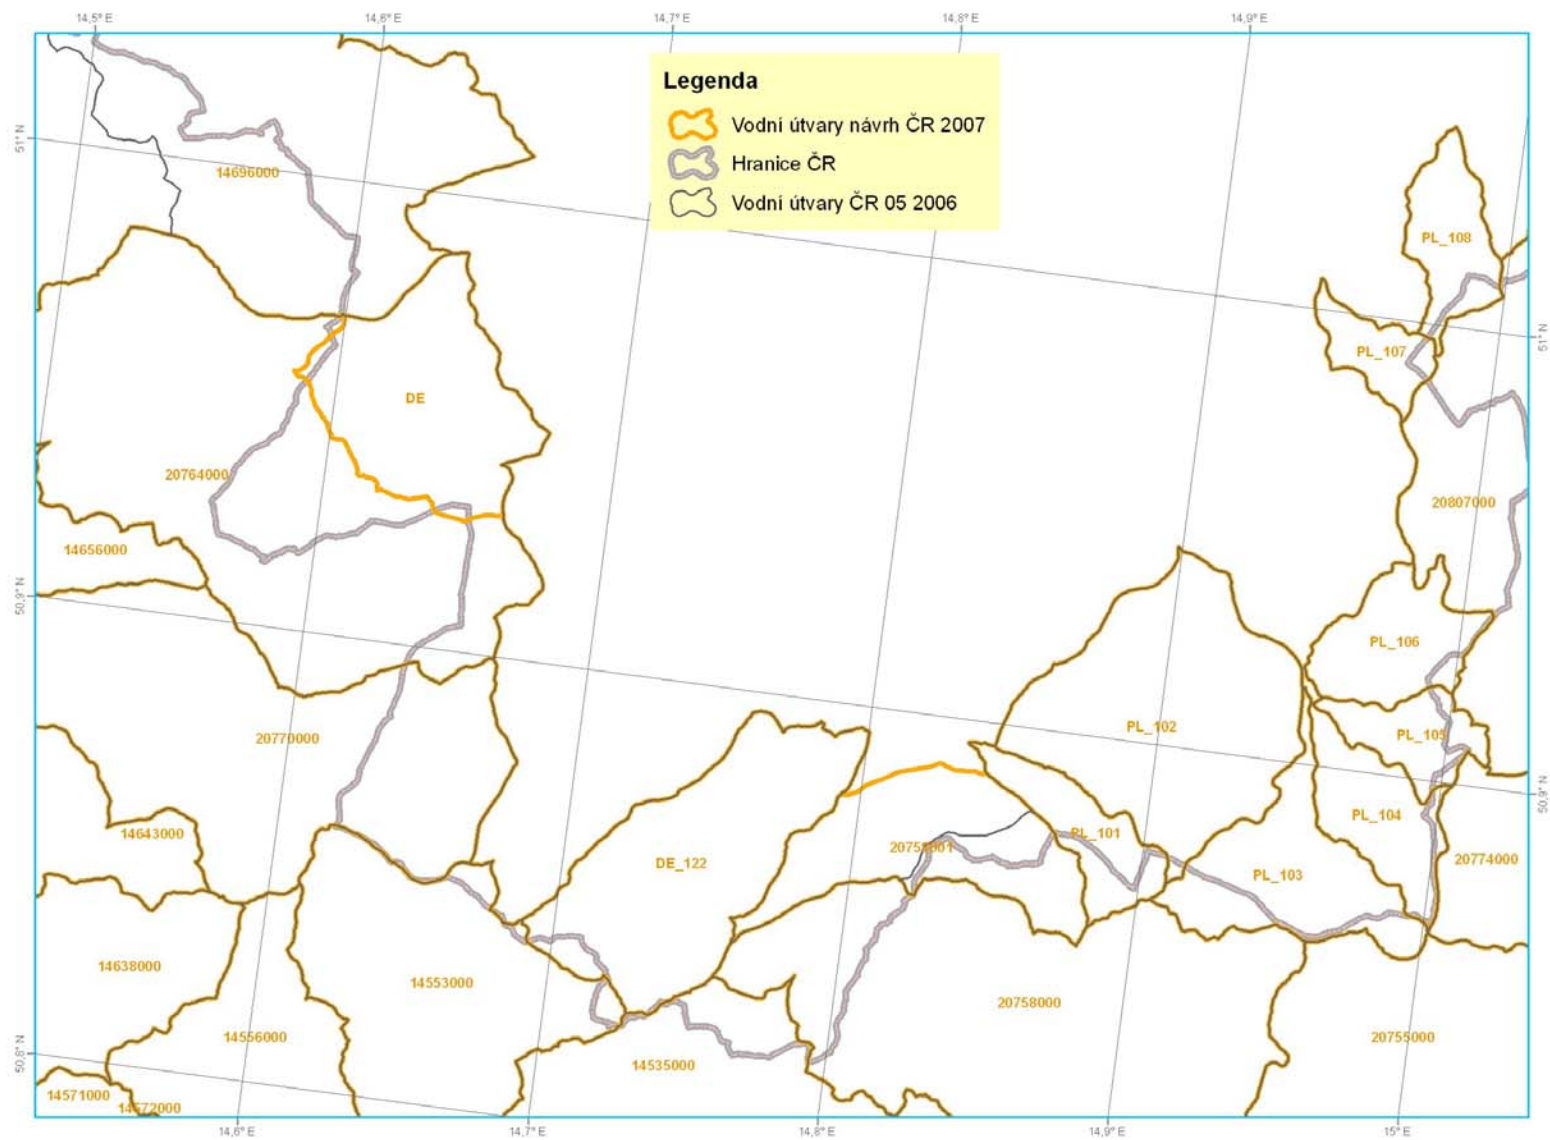 14,5° E
14,6° E
14,7° E
14,8° E
14,9° E
Legenda
Vodní útvary návrh ČR 2007
Hranice ČR
Vodní útvary ČR 05 2006
51° N
14696000
PL_108
51° N
PL_107
DE
20764000
20807000
14656000
50,9° N
PL_106
20770000
PL_102
PL_105
50,9° N
14643000
PL_101
PL_104
DE_122
20774000
PL_103
14638000
14553000
20758000
14556000
20755000
50,8° N
14535000
14571000
14572000
14,6° E
14,7° E
14,8° E
14,9° E
15° E